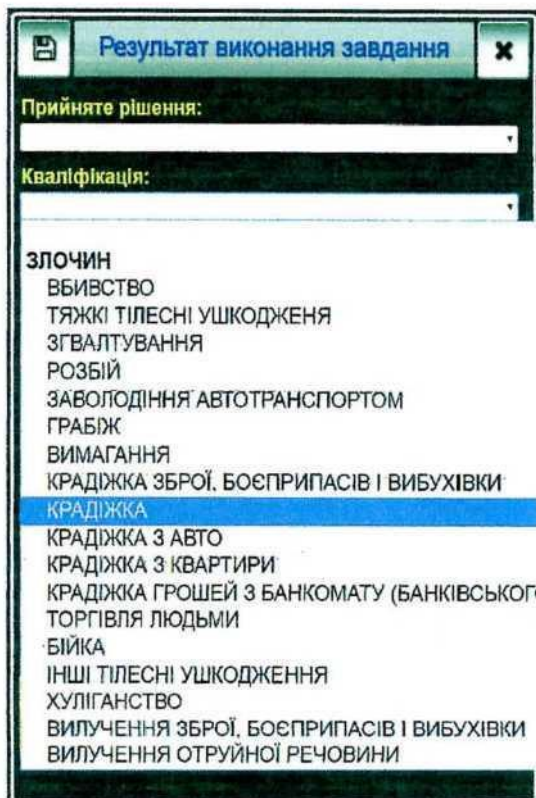 Результат виконання завдання
Прийняте рішення:
Кваліфікація:
ЗЛОЧИН
ВБИВСТВО
ТЯЖКІ ТІЛЕСНІ УШКОДЖЕНЯ
ЗГВАЛТУВАННЯ
РОЗБІЙ
ЗАВОЛОДІННЯ АВТОТРАНСПОРТОМ
ГРАБІЖ
ВИМАГАННЯ
КРАДІЖКА ЗБРОЇ, БОЄПРИПАСІВ І ВИБУХІВКИ
КРАДІЖКА
КРАДІЖКА З АВТО
КРАДІЖКА З КВАРТИРИ
КРАДІЖКА ГРОШЕЙ З БАНКОМАТУ (БАНКІВСЬКОГ
ТОРГІВЛЯ ЛЮДЬМИ
БІЙКА
ІНШІ ТІЛЕСНІ УШКОДЖЕННЯ
ХУЛІГАНСТВО
ВИЛУЧЕННЯ ЗБРОЇ, БОЄПРИПАСІВ І ВИБУХІВКИ
ВИЛУЧЕННЯ ОТРУЙНОЇ РЕЧОВИНИ